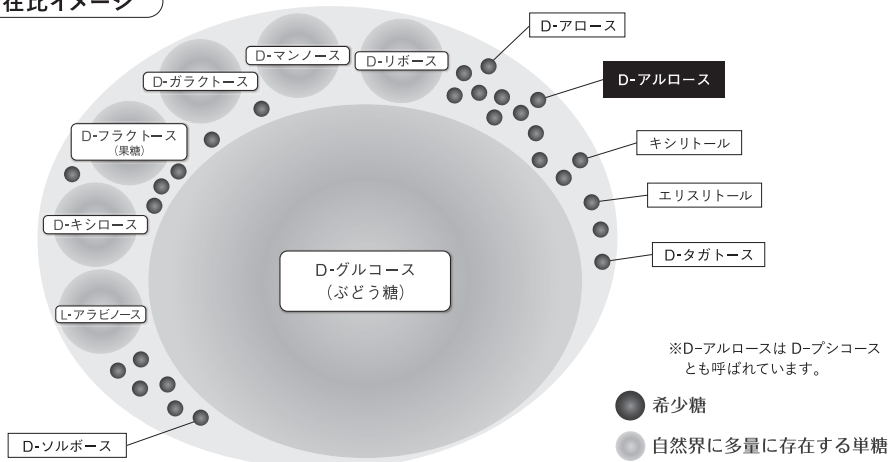 在比イメージ
D-アロース
D-マンノース
D-リボース
D-ガラクトース
D-アルロース
D-フラクトース
（果糖）
キシリトール
エリスリトール
D-キシロース
D-タガトース
D-グルコース
（ぶどう糖）
L-アラビノース
※D-アルロースは D-プシコース
とも呼ばれています。
希少糖
D-ソルボース
自然界に多量に存在する単糖